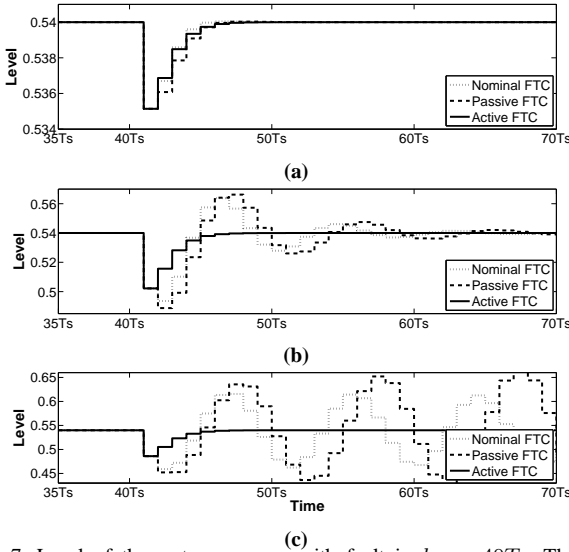 0.54
0.538
0.536
0.534
Level
35Ts 40Ts 50Ts 60Ts 70Ts
Nominal FTC
Passive FTC
Active FTC
(a)
0.56
0.54
0.52
0.5
Level
35Ts 40Ts 50Ts 60Ts 70Ts
Nominal FTC
Passive FTC
Active FTC
(b)
0.65
0.6
0.55
0.5
0.45
Level
35Ts 40Ts 50Ts 60Ts 70Ts
Nominal FTC
Passive FTC
Active FTC
Time
(c)